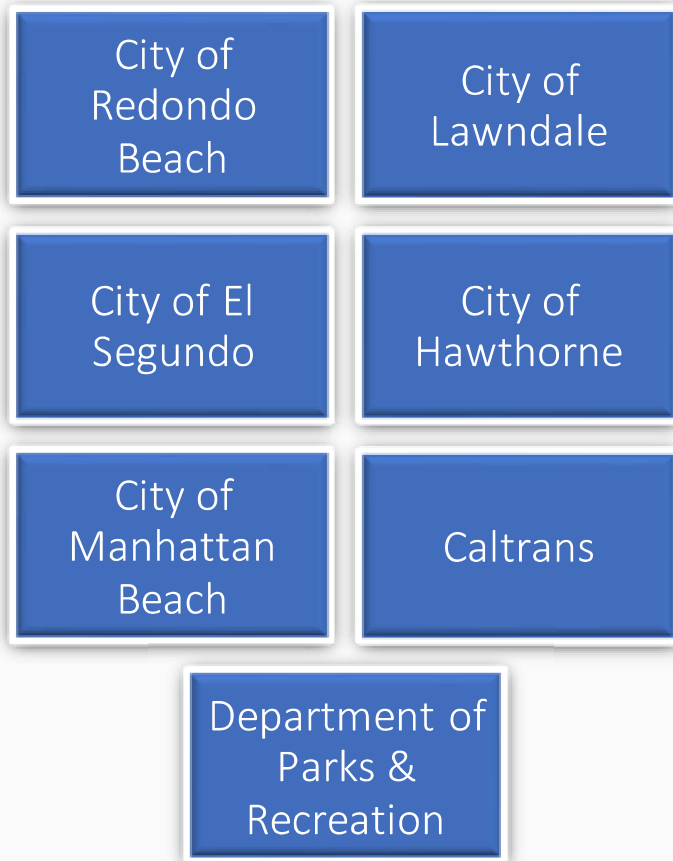 City of
Redondo
Beach
City of
Lawndale
City of El
Segundo
City of
Hawthorne
City of
Manhattan
Beach
Caltrans
Department of
Parks &
Recreation